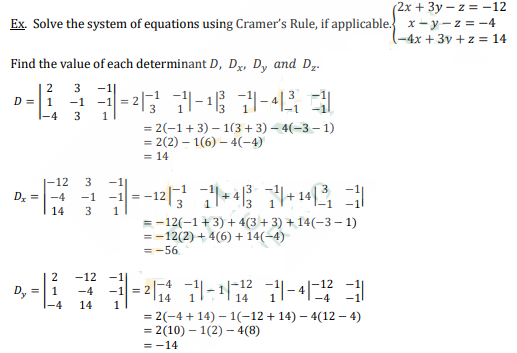 Ex. Solve the system of equations using Cramer's Rule, if applicable. {2x + 3y – z = –12
x – y – z = –4
–4x + 3y + z = 14
Find the value of each determinant D, Dx, Dy and Dz.
D = |2 3 –1; 1 –1 –1; –4 3 1| = 2|–1 –1; 3 1| – 1|3 –1; 3 1| – 4|3 –1; –1 –1|
= 2(–1 + 3) – 1(3 + 3) – 4(–3 – 1)
= 2(2) – 1(6) – 4(–4)
= 14
Dx = |–12 3 –1; –4 –1 –1; 14 3 1| = –12|–1 –1; 3 1| + 4|3 –1; 3 1| + 14|3 –1; –1 –1|
= –12(–1 + 3) + 4(3 + 3) + 14(–3 – 1)
= –12(2) + 4(6) + 14(–4)
= –56
Dy = |2 –12 –1; 1 –4 –1; –4 14 1| = 2|–4 –1; 14 1| – 1|–12 –1; 14 1| – 4|–12 –1; –4 –1|
= 2(–4 + 14) – 1(–12 + 14) – 4(12 – 4)
= 2(10) – 1(2) – 4(8)
= –14